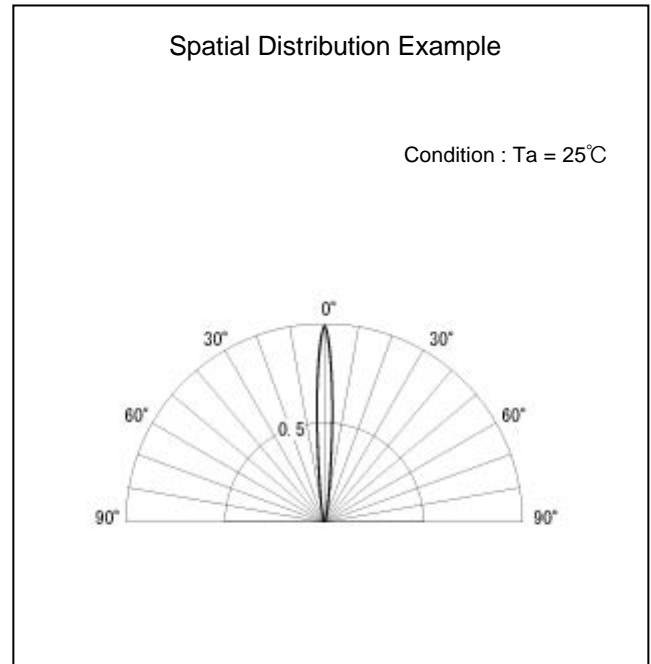 Spatial Distribution Example
Condition : Ta = 25℃
0°
30° 30°
60° 60°
0. 5
90° 90°